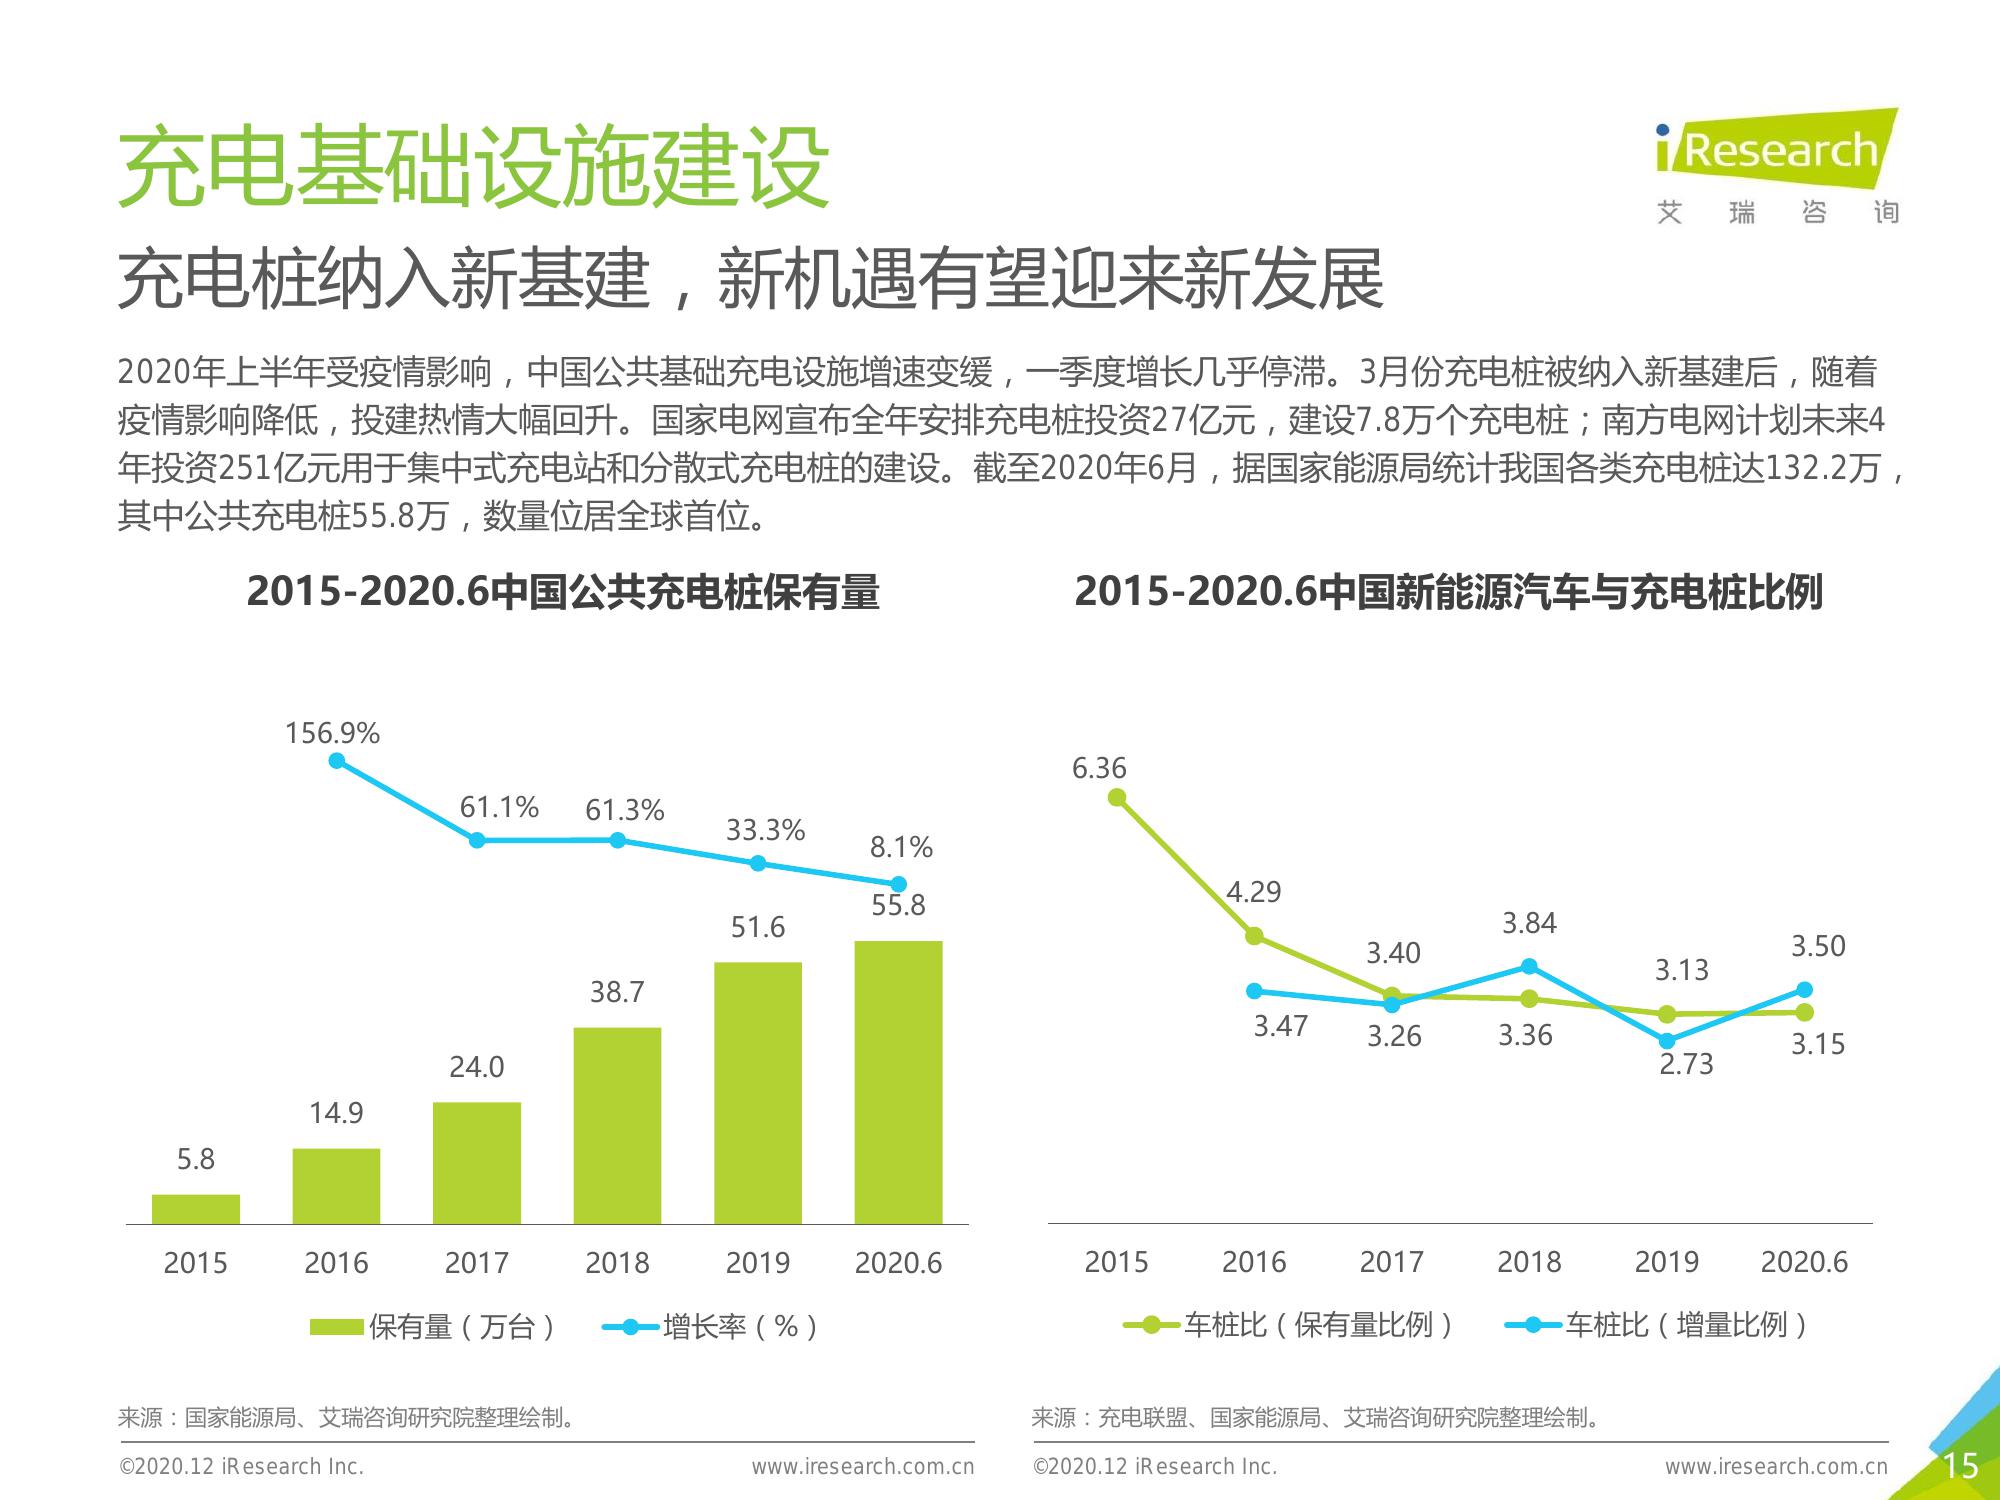 充电基础设施建设
iResearch
艾瑞咨询
充电桩纳入新基建，新机遇有望迎来新发展
2020年上半年受疫情影响，中国公共基础充电设施增速变缓，一季度增长几乎停滞。3月份充电桩被纳入新基建后，随着
疫情影响降低，投建热情大幅回升。国家电网宣布全年安排充电桩投资27亿元，建设7.8万个充电桩；南方电网计划未来4
年投资251亿元用于集中式充电站和分散式充电桩的建设。截至2020年6月，据国家能源局统计我国各类充电桩达132.2万，
其中公共充电桩55.8万，数量位居全球首位。
2015-2020.6中国公共充电桩保有量
156.9%
61.1%
61.3%
33.3%
8.1%
5.8
14.9
24.0
38.7
51.6
55.8
2015 2016 2017 2018 2019 2020.6
保有量（万台） 增长率（%）
来源：国家能源局、艾瑞咨询研究院整理绘制。
©2020.12 iResearch Inc. www.iresearch.com.cn
2015-2020.6中国新能源汽车与充电桩比例
6.36
4.29
3.40
3.84
3.13
3.50
3.47
3.26
3.36
2.73
3.15
2015 2016 2017 2018 2019 2020.6
车桩比（保有量比例） 车桩比（增量比例）
来源：充电联盟、国家能源局、艾瑞咨询研究院整理绘制。
©2020.12 iResearch Inc. www.iresearch.com.cn
15